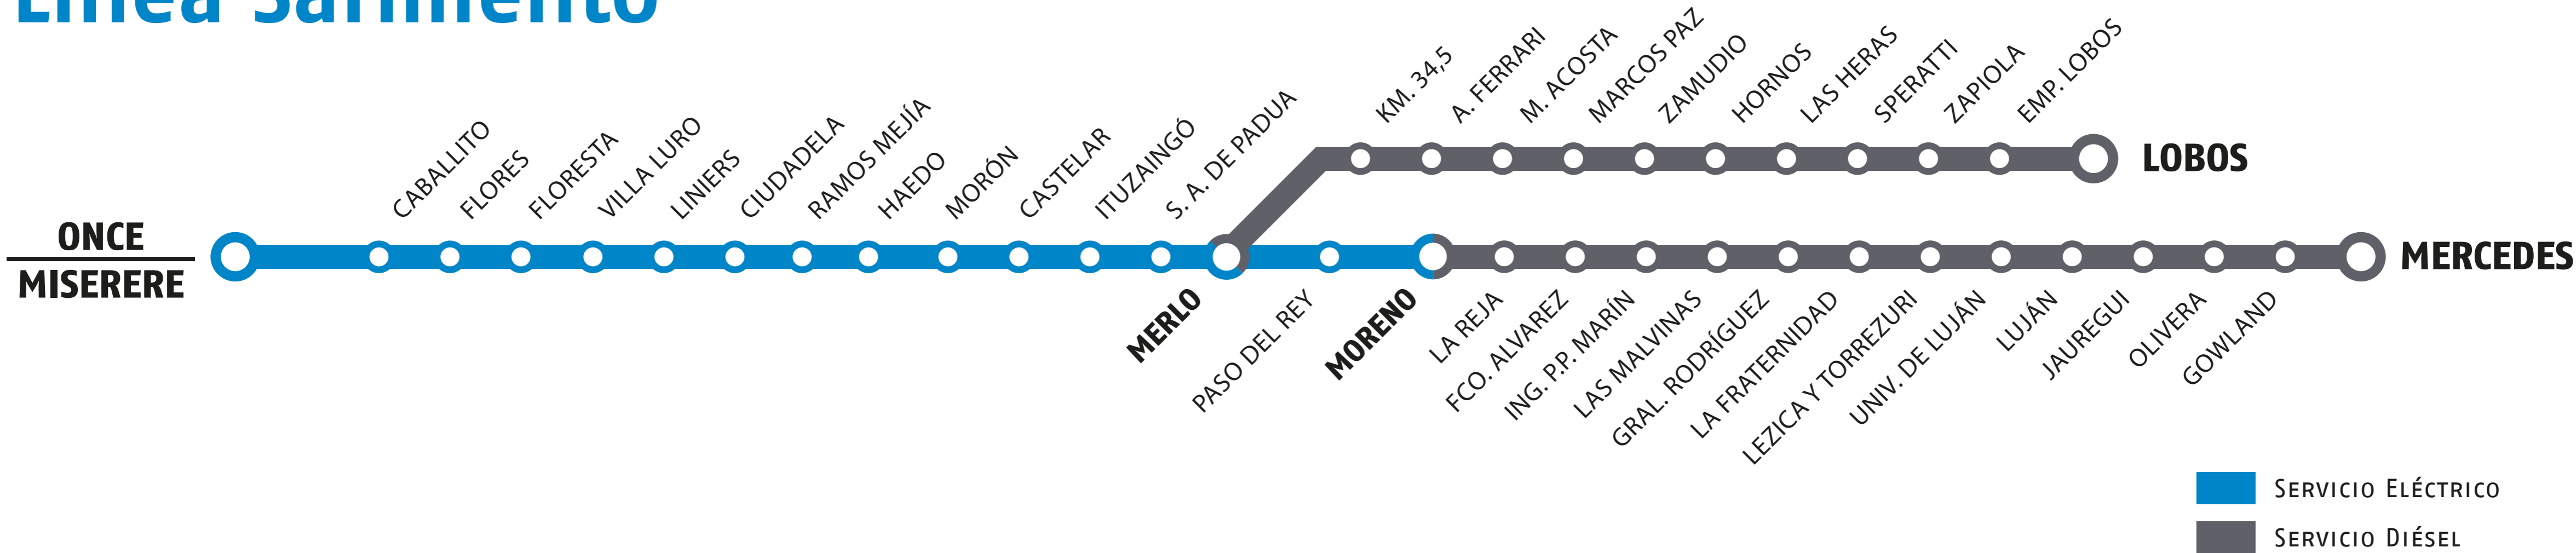 Línea Sarmiento
ONCE
MISERERE
CABALLITO
FLORES
FLORESTA
VILLA LURO
LINIERS
CIUDADELA
RAMOS MEJÍA
HAEDO
MORÓN
CASTELAR
ITUZAINGÓ
S. A. DE PADUA
MERLO
PASO DEL REY
MORENO
KM. 34,5
A. FERRARI
M. ACOSTA
MARCOS PAZ
ZAMUDIO
HORNOS
LAS HERAS
SPERATTI
ZAPIOLA
EMP. LOBOS
LOBOS
LA REJA
FCO. ALVAREZ
ING. P.P. MARÍN
LAS MALVINAS
GRAL. RODRÍGUEZ
LA FRATERNIDAD
LEZICA Y TORREZURI
UNIV. DE LUJÁN
LUJÁN
JAUREGUI
OLIVERA
GOWLAND
MERCEDES
SERVICIO ELÉCTRICO
SERVICIO DIÉSEL